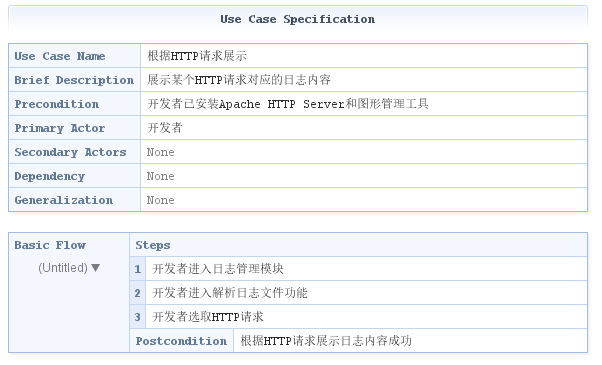 Use Case Specification
Use Case Name 根据HTTP请求展示
Brief Description 展示某个HTTP请求对应的日志内容
Precondition 开发者已安装Apache HTTP Server和图形管理工具
Primary Actor 开发者
Secondary Actors None
Dependency None
Generalization None
Basic Flow Steps
(Untitled) ▼
1 开发者进入日志管理模块
2 开发者进入解析日志文件功能
3 开发者选取HTTP请求
Postcondition 根据HTTP请求展示日志内容成功